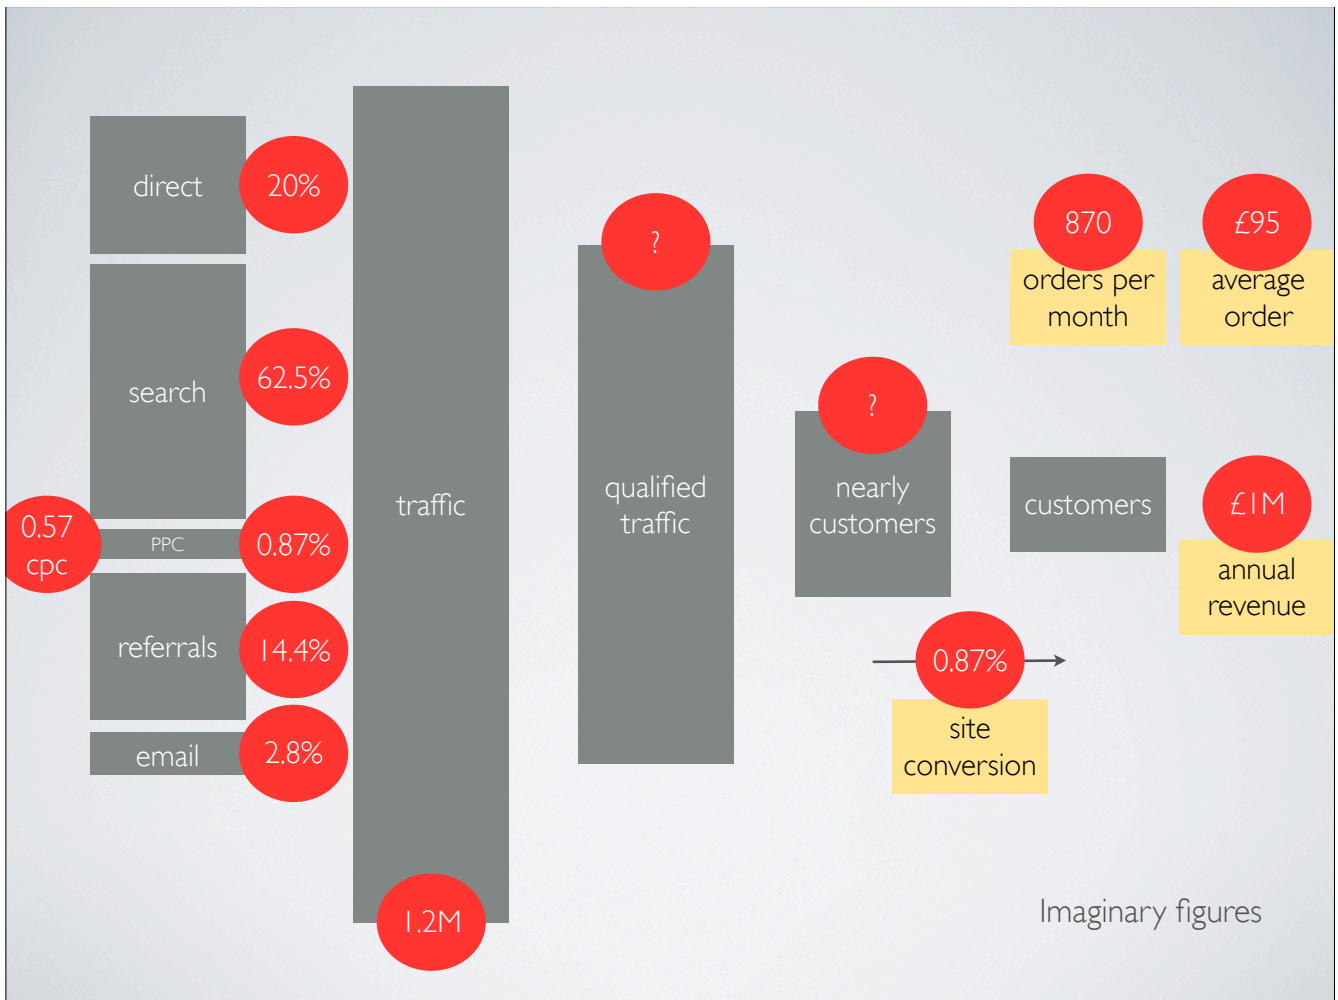 direct
20%
search
62.5%
0.57
cpc
PPC
0.87%
referrals
14.4%
email
2.8%
traffic
1.2M
?
qualified
traffic
?
nearly
customers
870
orders per
month
£95
average
order
customers
£1M
annual
revenue
0.87%
site
conversion
Imaginary figures